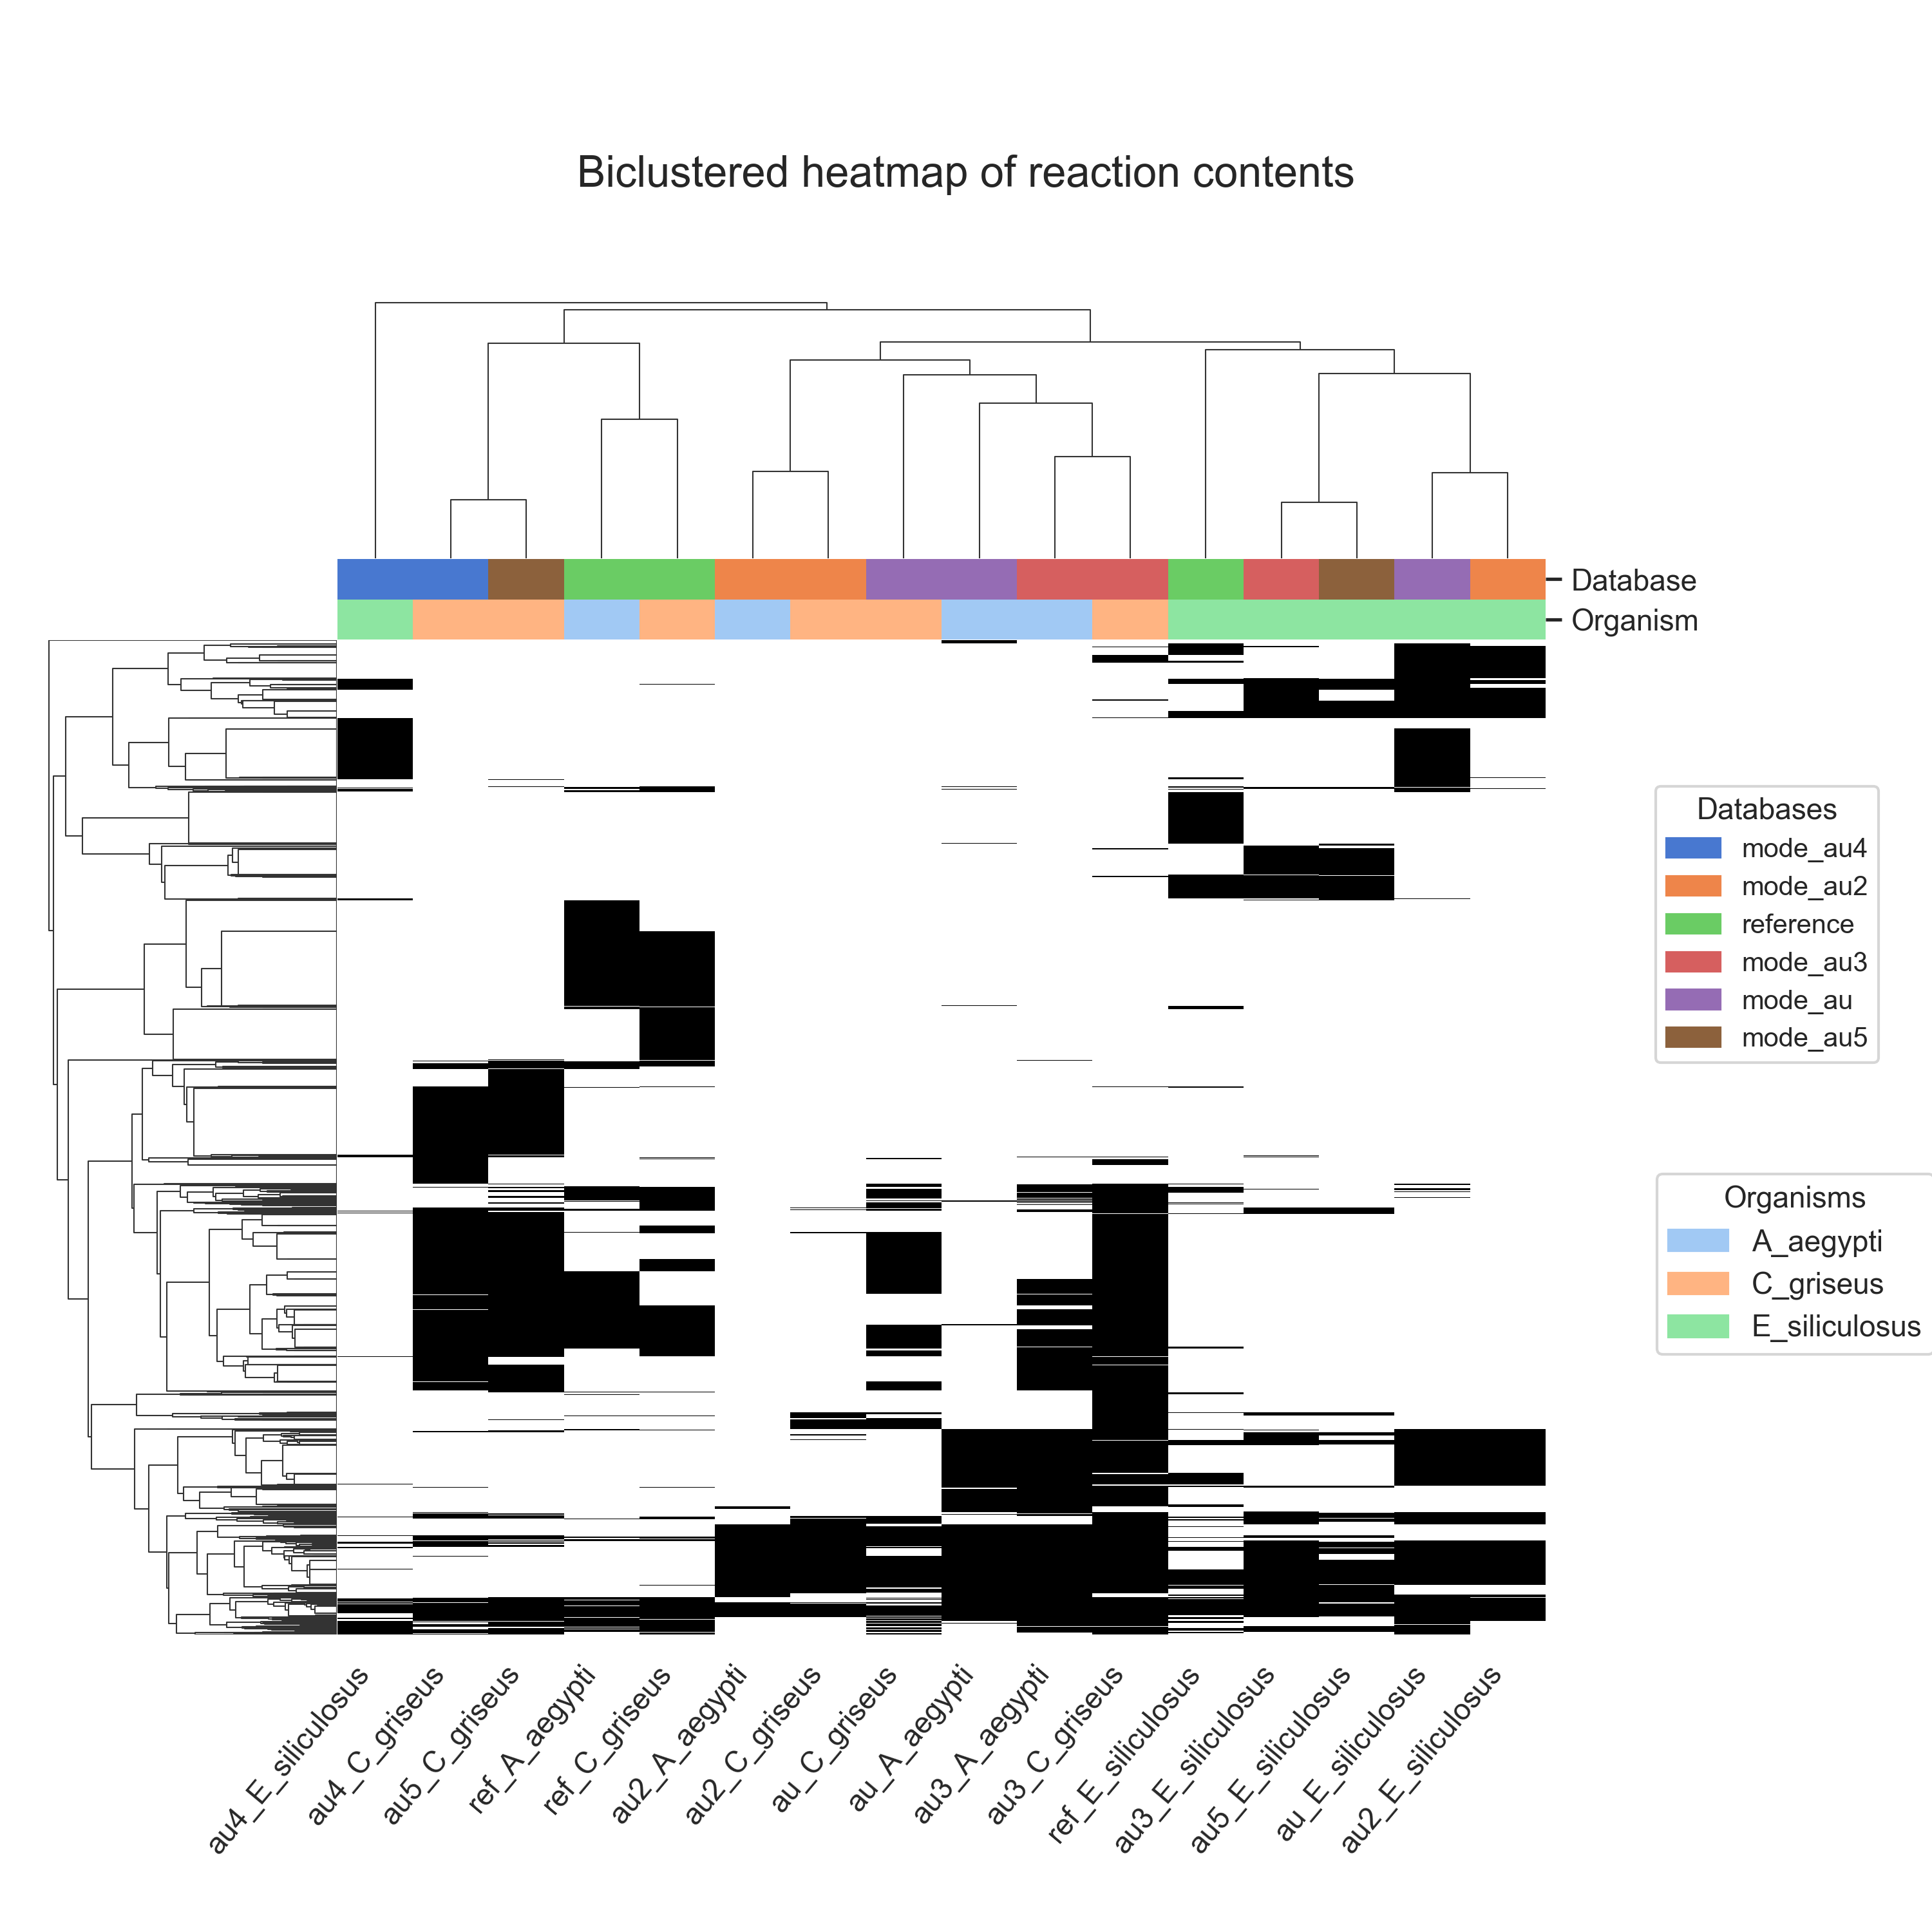 Biclustered heatmap of reaction contents
Database
Organism
Databases
mode_au4
mode_au2
reference
mode_au3
mode_au
mode_au5
Organisms
A_aegypti
C_griseus
E_siliculosus
au4_E_siliculosus
au4_C_griseus
au5_C_griseus
ref_A_aegypti
ref_C_griseus
au2_A_aegypti
au2_C_griseus
au_C_griseus
au_A_aegypti
au3_A_aegypti
au3_C_griseus
ref_E_siliculosus
au3_E_siliculosus
au5_E_siliculosus
au_E_siliculosus
au2_E_siliculosus